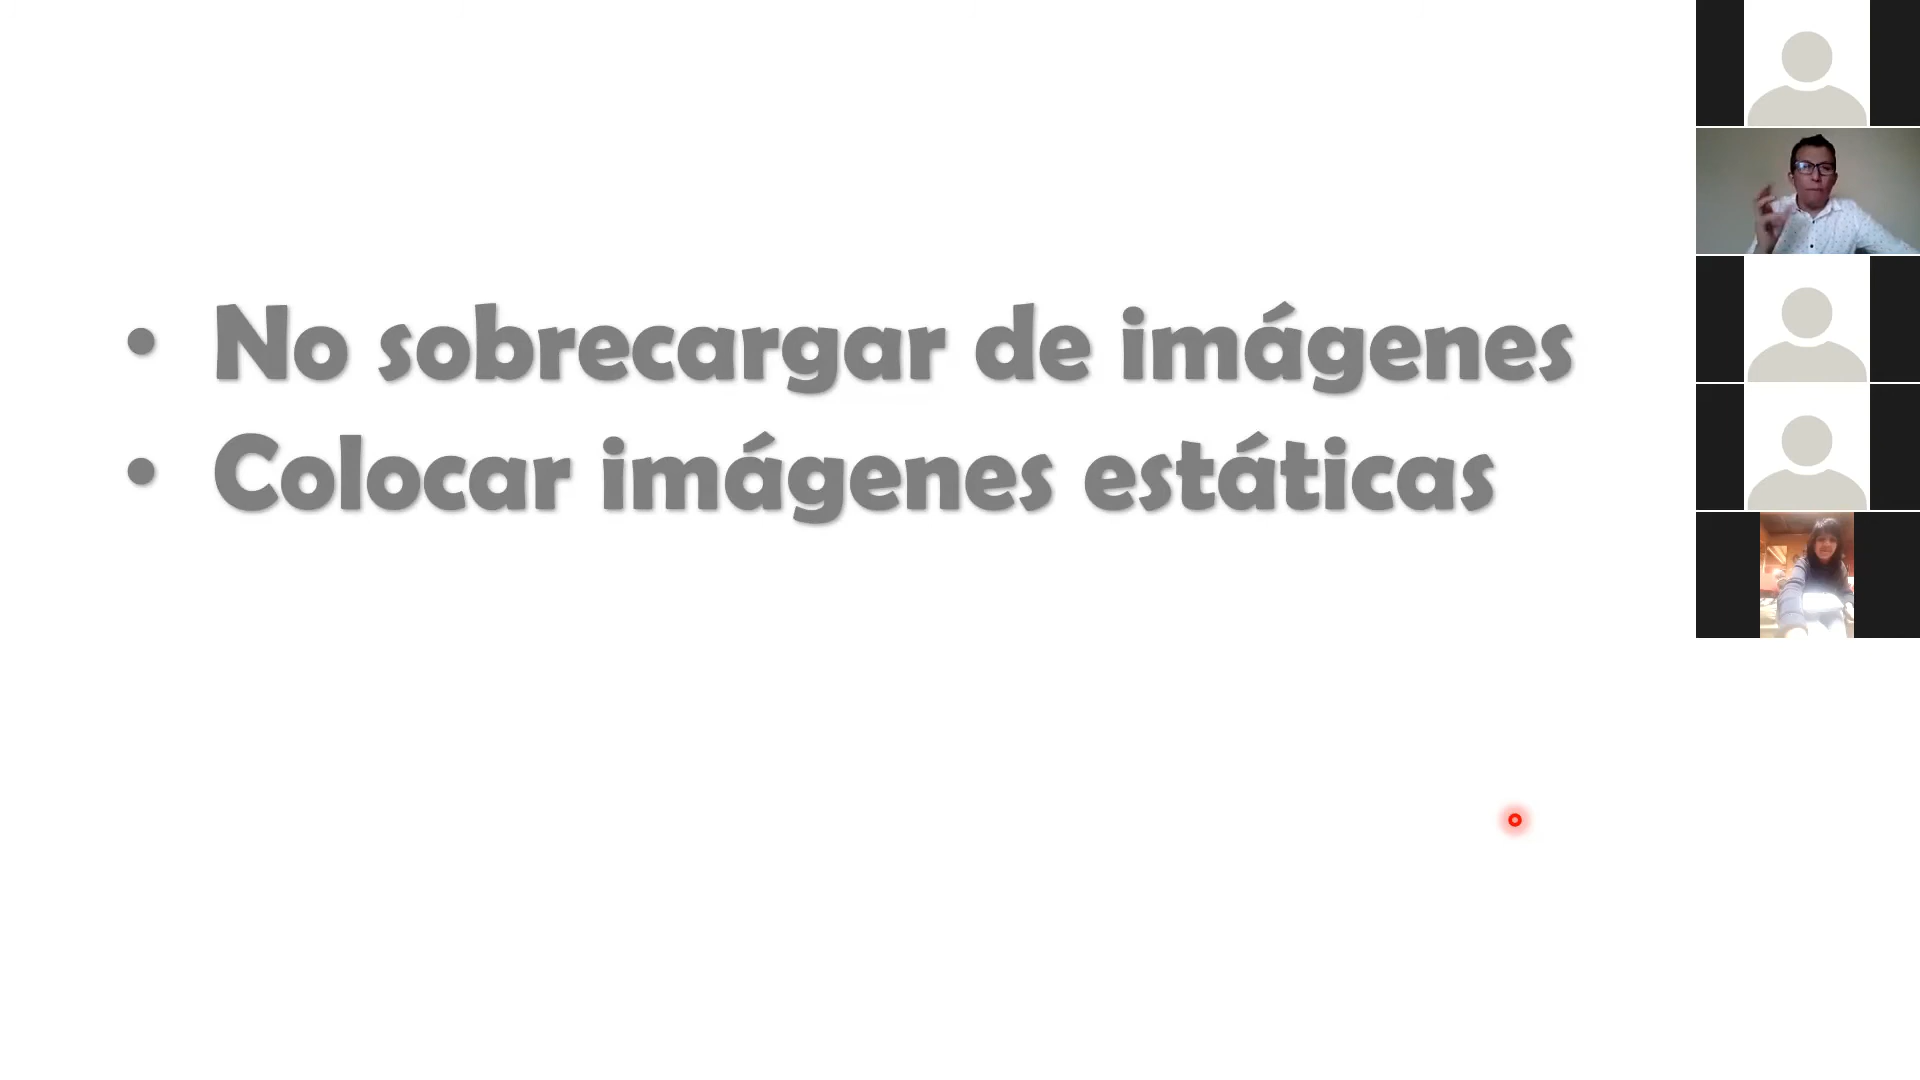 • No sobrecargar de imágenes
• Colocar imágenes estáticas